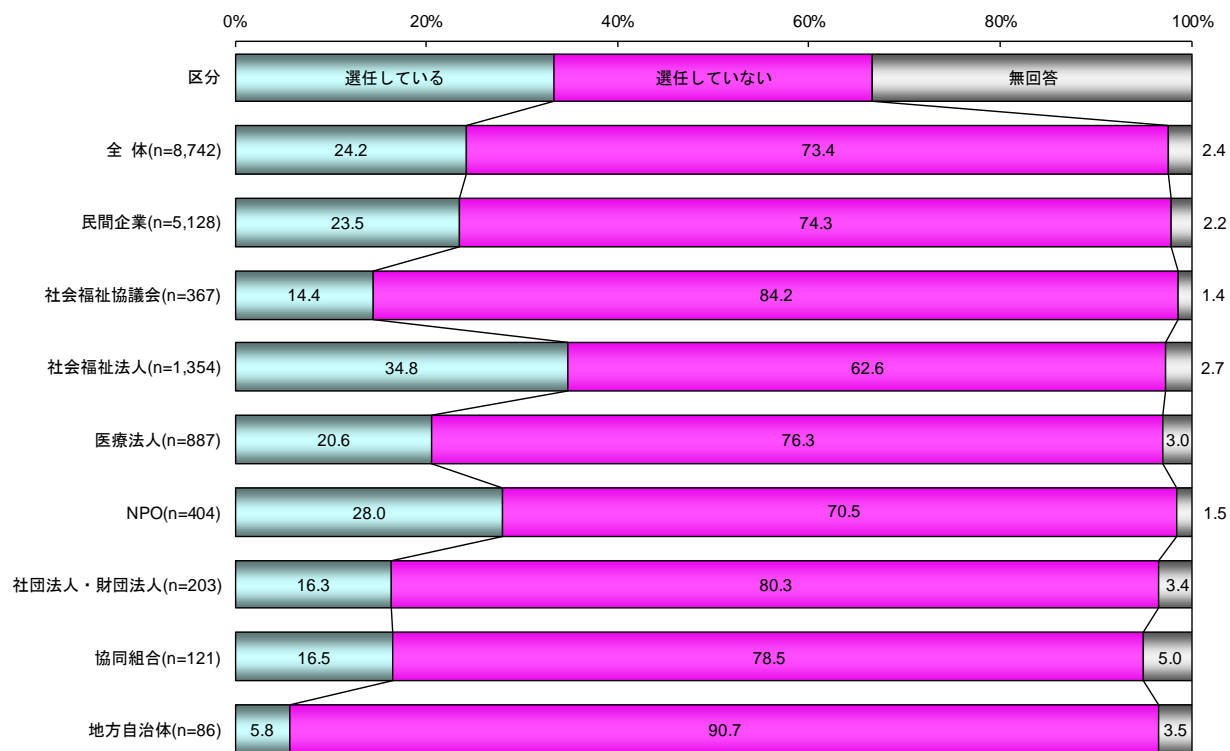 0% 20% 40% 60% 80% 100%
区分 選任している 選任していない 無回答
全 体(n=8,742) 24.2 73.4 2.4
民間企業(n=5,128) 23.5 74.3 2.2
社会福祉協議会(n=367) 14.4 84.2 1.4
社会福祉法人(n=1,354) 34.8 62.6 2.7
医療法人(n=887) 20.6 76.3 3.0
NPO(n=404) 28.0 70.5 1.5
社団法人・財団法人(n=203) 16.3 80.3 3.4
協同組合(n=121) 16.5 78.5 5.0
地方自治体(n=86) 5.8 90.7 3.5